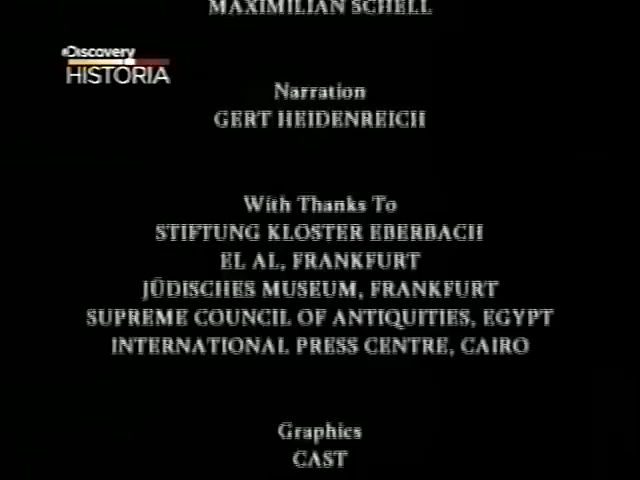 MAXIMILIAN SCHELL
Discovery
HISTORIA
Narration
GERT HEIDENREICH
With Thanks To
STIFTUNG KLOSTER EBERBACH
EL AL, FRANKFURT
JÜDISCHES MUSEUM, FRANKFURT
SUPREME COUNCIL OF ANTIQUITIES, EGYPT
INTERNATIONAL PRESS CENTRE, CAIRO
Graphics
CAST